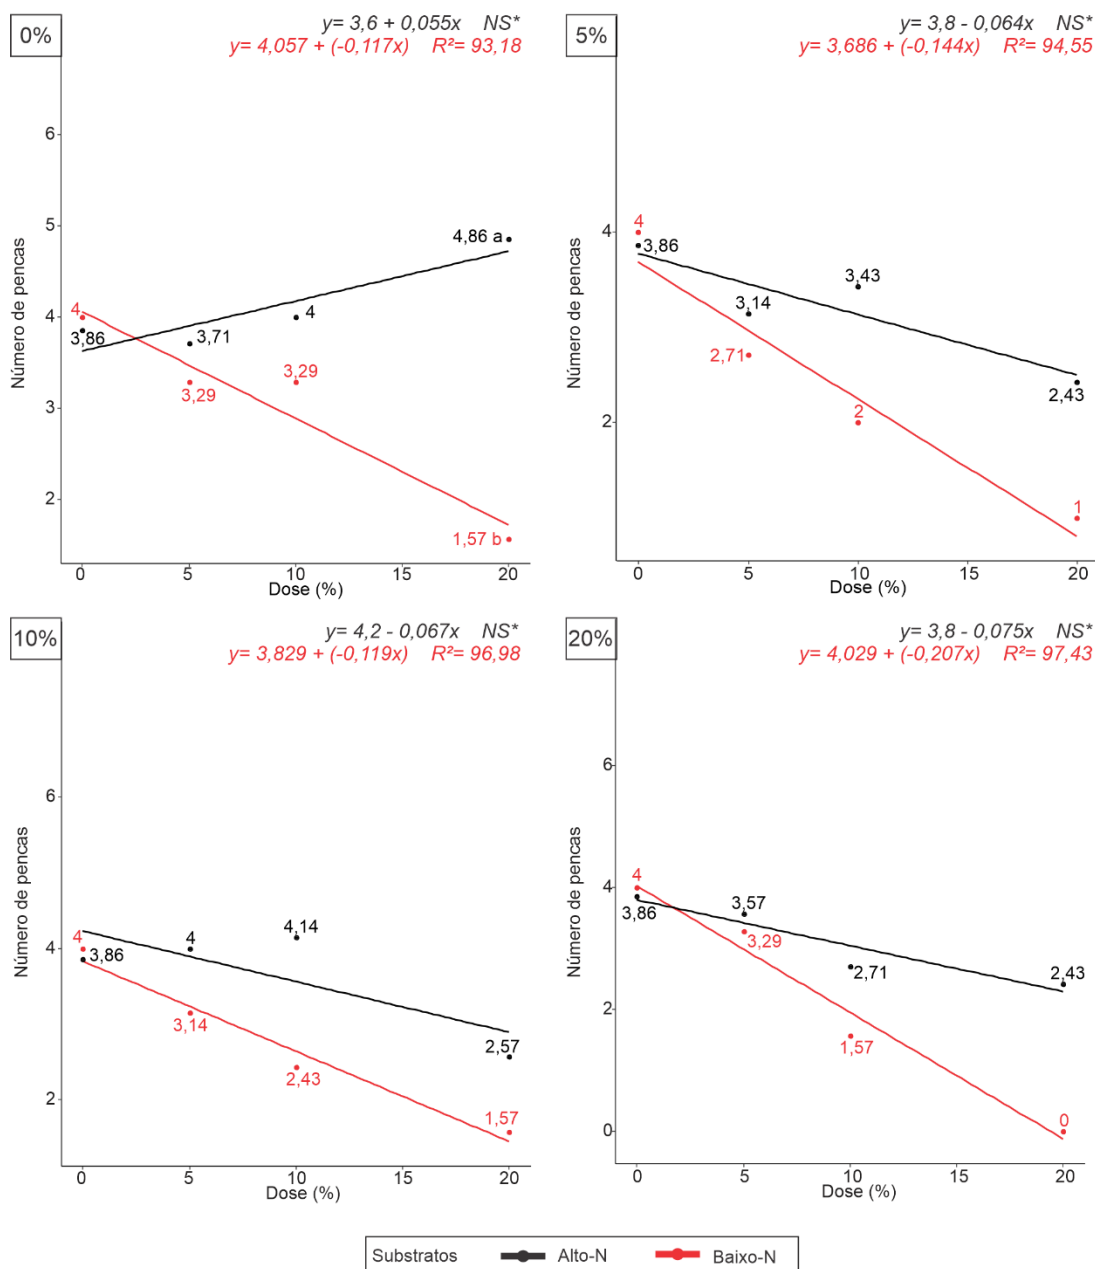 0%
y= 3,6 + 0,055x NS*
y= 4,057 + (-0,117x) R²= 93,18
Número de pencas
6
5
4
3
2
4
3,86
3,71
3,29
4
3,29
4,86 a
1,57 b
0 5 10 15 20
Dose (%)
5%
y= 3,8 - 0,064x NS*
y= 3,686 + (-0,144x) R²= 94,55
Número de pencas
4
2
4
3,86
3,14
2,71
3,43
2
2,43
1
0 5 10 15 20
Dose (%)
10%
y= 4,2 - 0,067x NS*
y= 3,829 + (-0,119x) R²= 96,98
Número de pencas
6
4
2
4
3,86
4
3,14
4,14
2,43
2,57
1,57
0 5 10 15 20
Dose (%)
20%
y= 3,8 - 0,075x NS*
y= 4,029 + (-0,207x) R²= 97,43
Número de pencas
6
4
2
0
4
3,86
3,57
3,29
2,71
1,57
2,43
0
0 5 10 15 20
Dose (%)
Substratos Alto-N Baixo-N